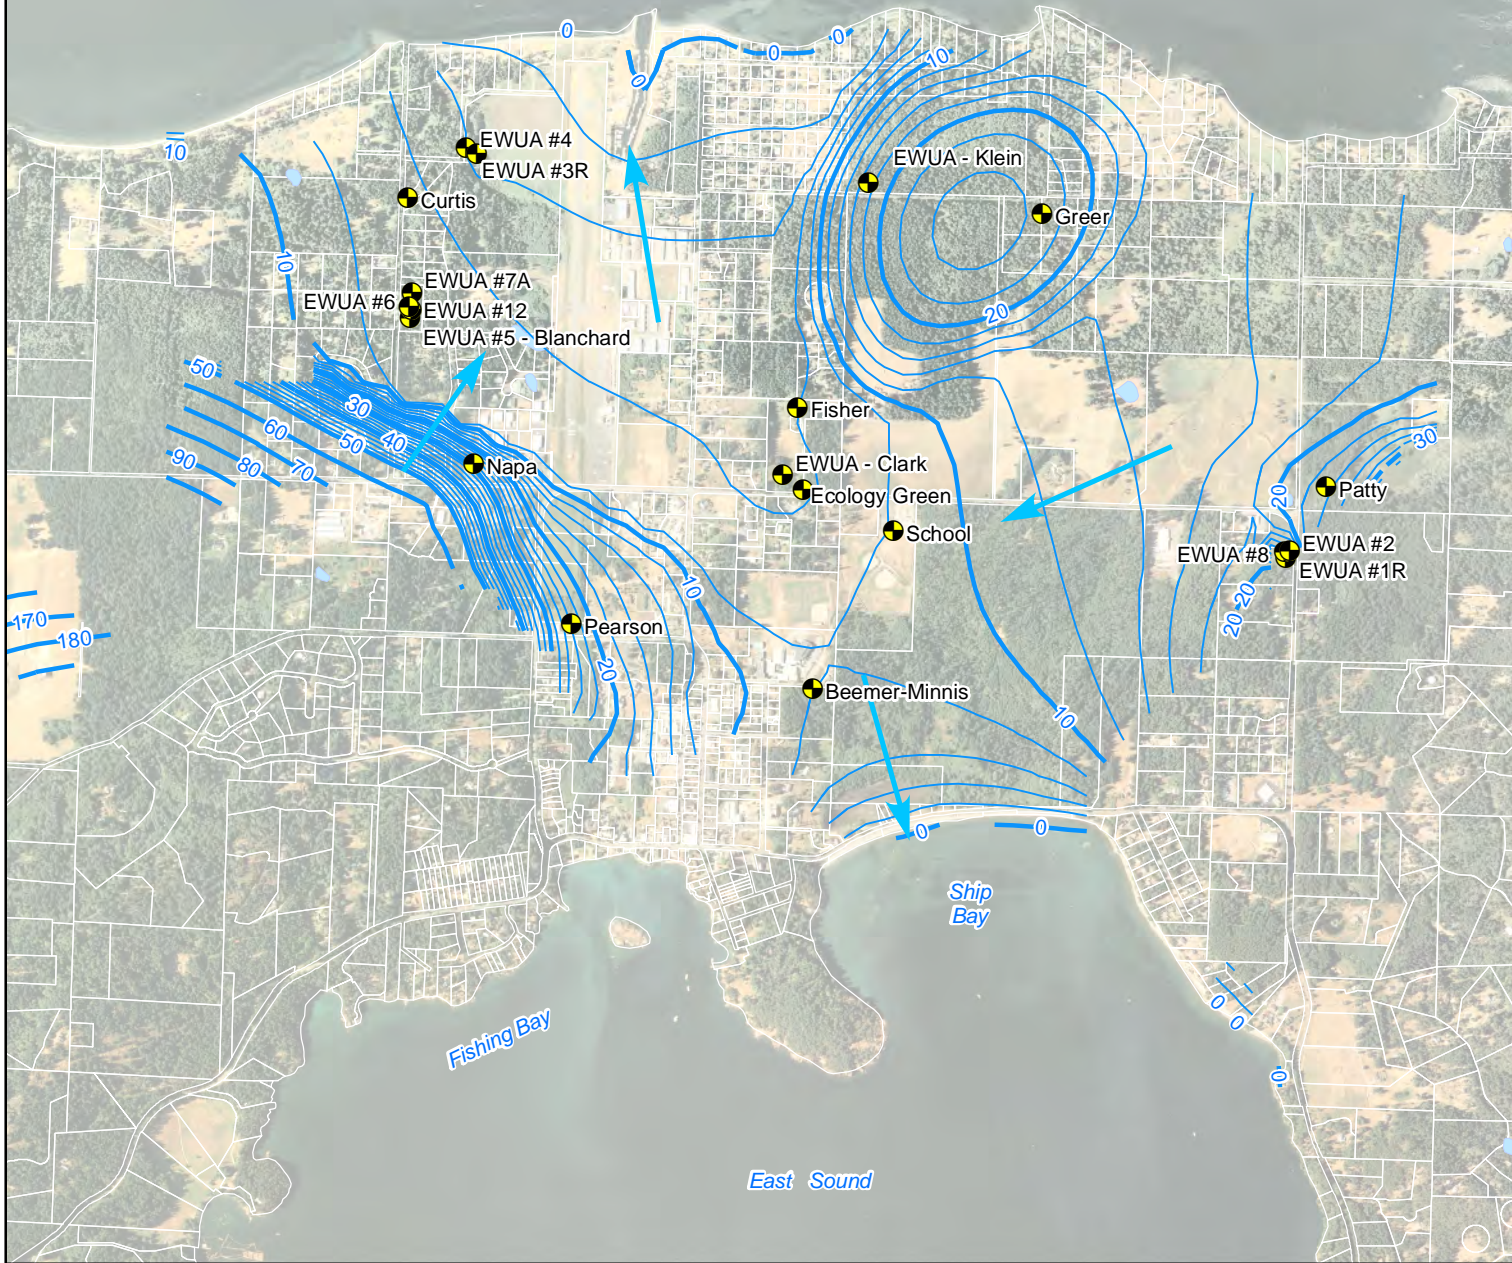 0
0
0
0
10
10
EWUA #4
EWUA - Klein
EWUA #3R
Curtis
Greer
10
EWUA #7A
EWUA #6
EWUA #12
20
EWUA #5 - Blanchard
50
30
Fisher
60
50
40
30
90
80
70
Napa
EWUA - Clark
Ecology Green
20
Patty
School
EWUA #2
EWUA #8
EWUA #1R
10
20
170
180
Pearson
20
20
Beemer-Minnis
10
0
0
Ship
Bay
Fishing Bay
0
0
0
East Sound